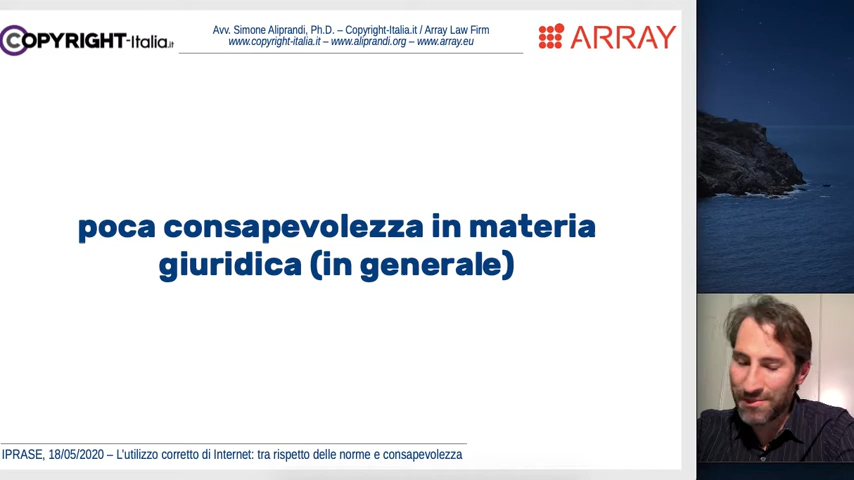 COPYRIGHT-Italia.it
Avv. Simone Aliprandi, Ph.D. – Copyright-Italia.it / Array Law Firm
www.copyright-italia.it – www.aliprandi.org – www.array.eu
ARRAY
poca consapevolezza in materia
giuridica (in generale)
IPRASE, 18/05/2020 – L'utilizzo corretto di Internet: tra rispetto delle norme e consapevolezza